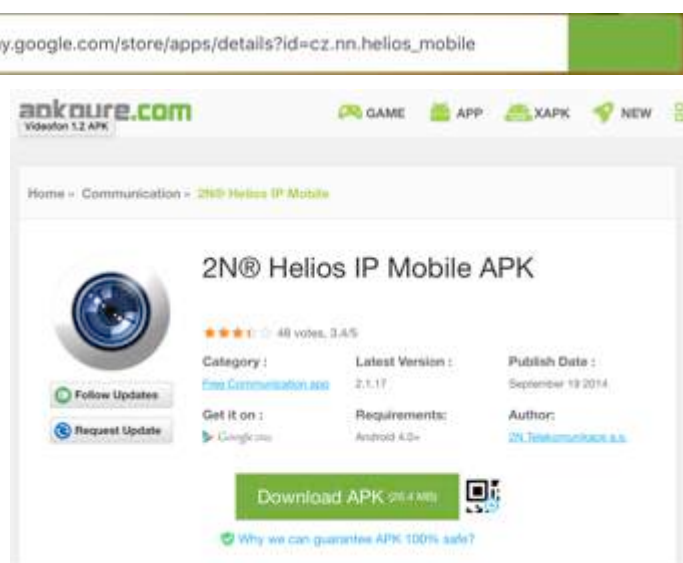 y.google.com/store/apps/details?id=cz.nn.helios_mobile
apkpure.com
Videofon 1.2 APK
GAME APP XAPK NEW
Home » Communication » 2N® Helios IP Mobile
2N® Helios IP Mobile APK
48 votes, 3.4/5
Category : Latest Version : Publish Date :
Free Communication app 2.1.17 September 19 2014
Follow Updates
Get it on : Requirements: Author:
Request Update
Google play Android 4.0+ 2N Telekomunikace a.s.
Download APK (26.4 MB)
Why we can guarantee APK 100% safe?